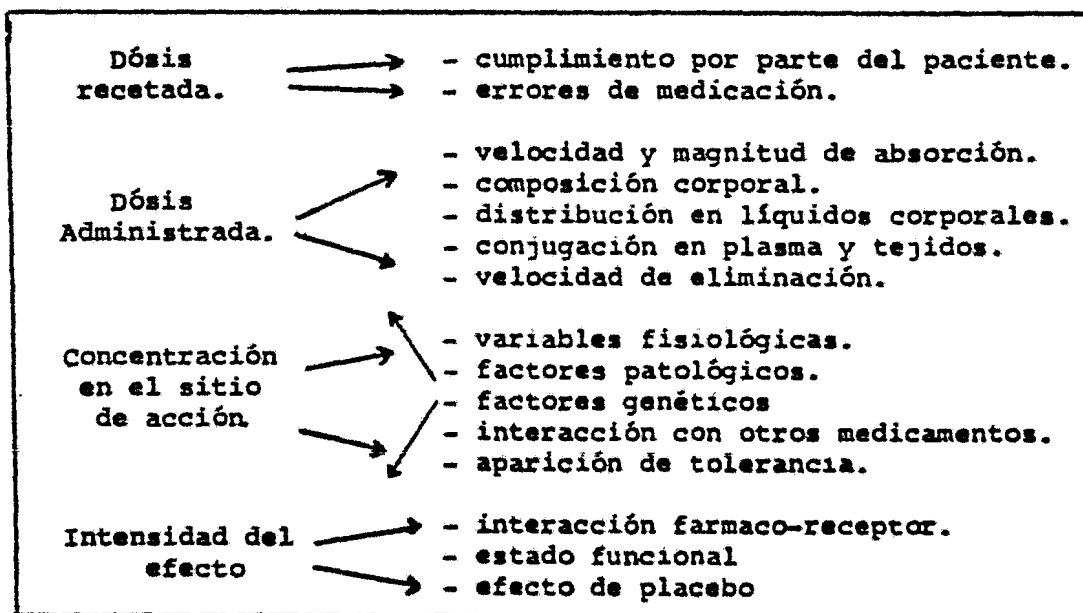 Dósis
recetada.
- cumplimiento por parte del paciente.
- errores de medicación.
Dósis
Administrada.
- velocidad y magnitud de absorción.
- composición corporal.
- distribución en líquidos corporales.
- conjugación en plasma y tejidos.
- velocidad de eliminación.
Concentración
en el sitio
de acción
- variables fisiológicas.
- factores patológicos.
- factores genéticos
- interacción con otros medicamentos.
- aparición de tolerancia.
Intensidad del
efecto
- interacción farmaco-receptor.
- estado funcional
- efecto de placebo